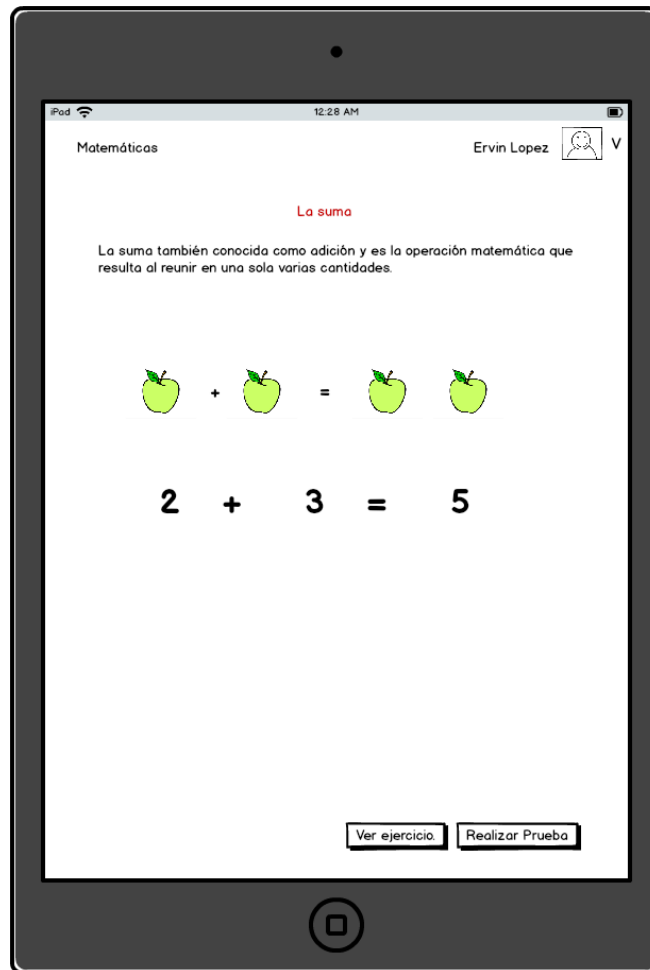 iPod 12:28 AM
Matemáticas Ervin Lopez V
La suma
La suma también conocida como adición y es la operación matemática que
resulta al reunir en una sola varias cantidades.
+ =
2 + 3 = 5
Ver ejercicio. Realizar Prueba